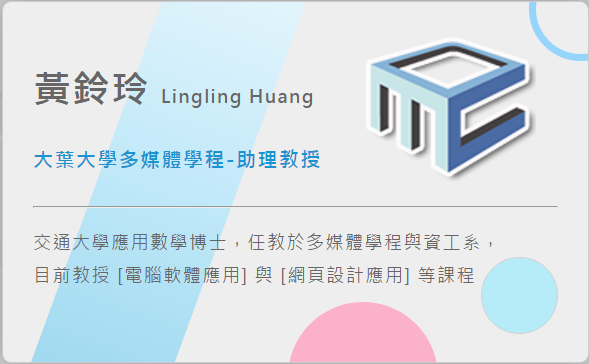 黃鈴玲 Lingling Huang
大葉大學多媒體學程-助理教授
交通大學應用數學博士，任教於多媒體學程與資工系，
目前教授 [電腦軟體應用] 與 [網頁設計應用] 等課程